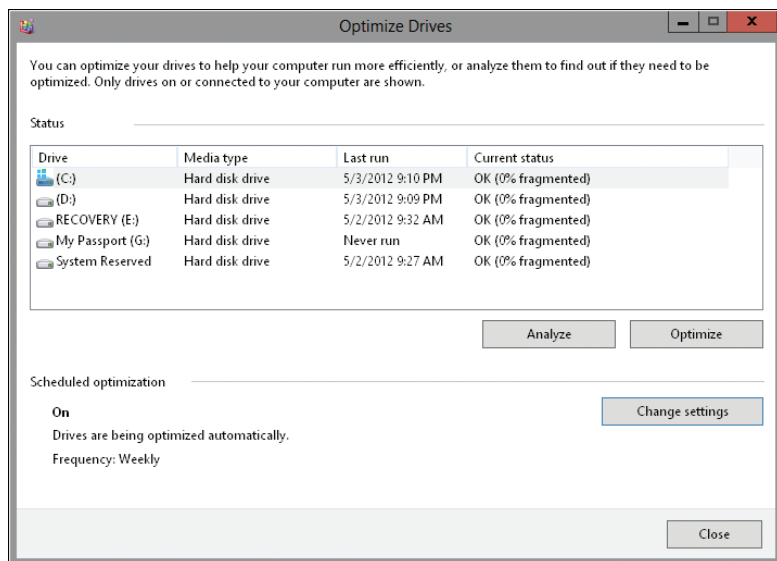 Optimize Drives
You can optimize your drives to help your computer run more efficiently, or analyze them to find out if they need to be
optimized. Only drives on or connected to your computer are shown.
Status
Drive Media type Last run Current status
(C:) Hard disk drive 5/3/2012 9:10 PM OK (0% fragmented)
(D:) Hard disk drive 5/3/2012 9:09 PM OK (0% fragmented)
RECOVERY (E:) Hard disk drive 5/2/2012 9:32 AM OK (0% fragmented)
My Passport (G:) Hard disk drive Never run OK (0% fragmented)
System Reserved Hard disk drive 5/2/2012 9:27 AM OK (0% fragmented)
Analyze Optimize
Scheduled optimization
On Change settings
Drives are being optimized automatically.
Frequency: Weekly
Close